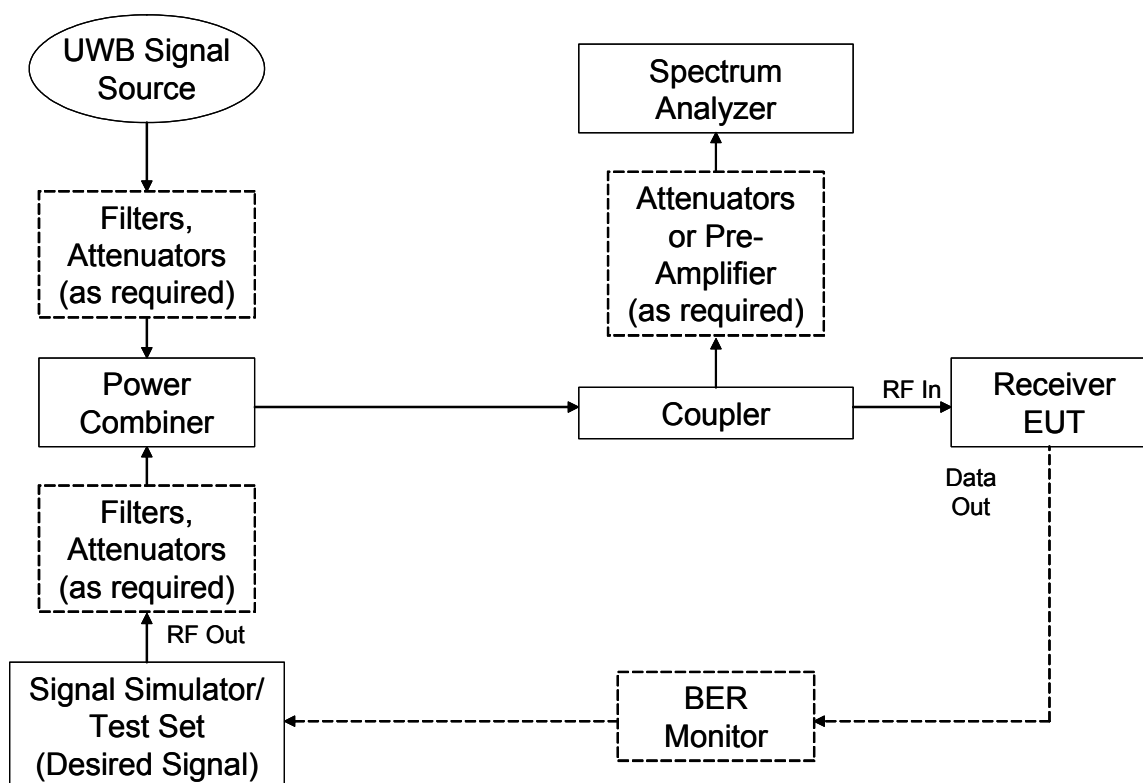 UWB Signal
Source
Spectrum
Analyzer
Filters,
Attenuators
(as required)
Attenuators
or Pre-
Amplifier
(as required)
Power
Combiner
Coupler
RF In
Receiver
EUT
Data
Out
Filters,
Attenuators
(as required)
RF Out
Signal Simulator/
Test Set
(Desired Signal)
BER
Monitor